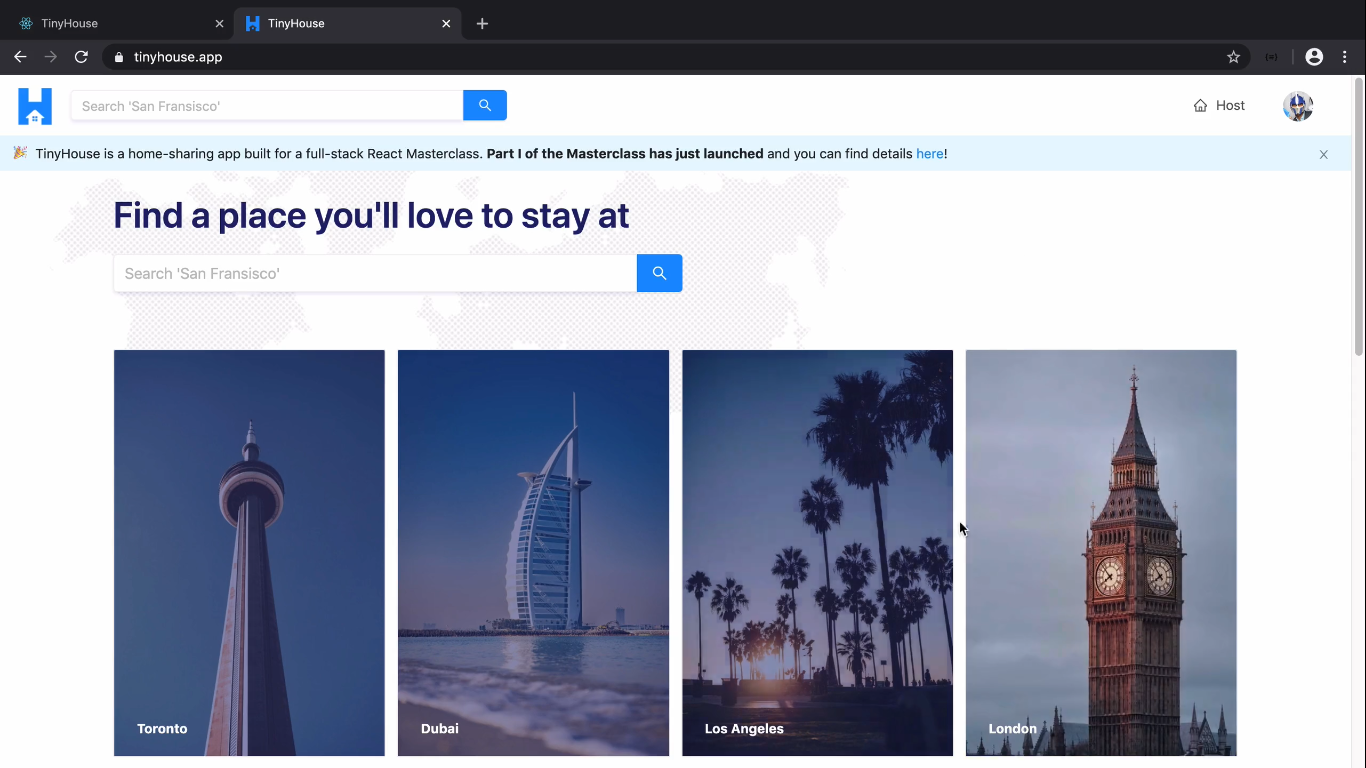 TinyHouse
TinyHouse
tinyhouse.app
Search 'San Fransisco'
Host
TinyHouse is a home-sharing app built for a full-stack React Masterclass. Part I of the Masterclass has just launched and you can find details here!
Find a place you'll love to stay at
Search 'San Fransisco'
Toronto
Dubai
Los Angeles
London